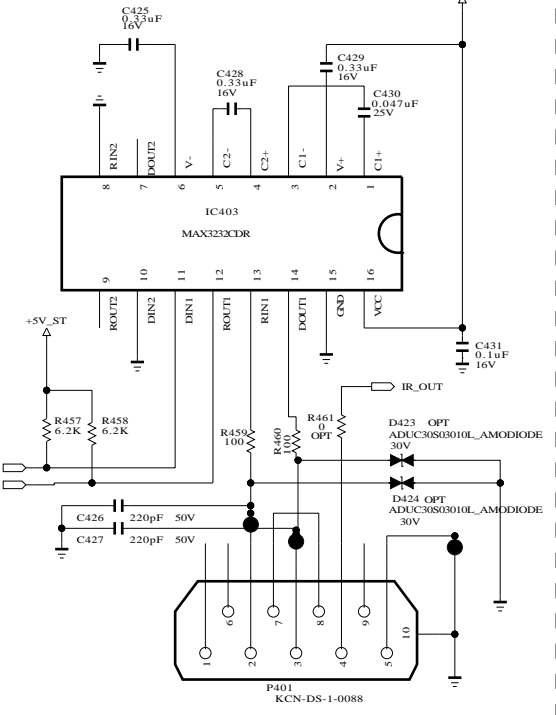 C425
0.33uF
16V
C428
0.33uF
16V
C429
0.33uF
16V
C430
0.047uF
25V
RIN2
DOUT2
V-
C2-
C2+
C1-
V+
C1+
8
7
6
5
4
3
2
1
IC403
MAX3232CDR
9
10
11
12
13
14
15
16
ROUT2
DIN2
DIN1
ROUT1
RIN1
DOUT1
GND
VCC
+5V_ST
C431
0.1uF
16V
IR_OUT
R457
6.2K
R458
6.2K
R459
100
R460
100
R461
0
OPT
D423 OPT
ADUC30S03010L_AMODIODE
30V
D424 OPT
ADUC30S03010L_AMODIODE
30V
C426 220pF 50V
C427 220pF 50V
6
7
8
9
10
1
2
3
4
5
P401
KCN-DS-1-0088